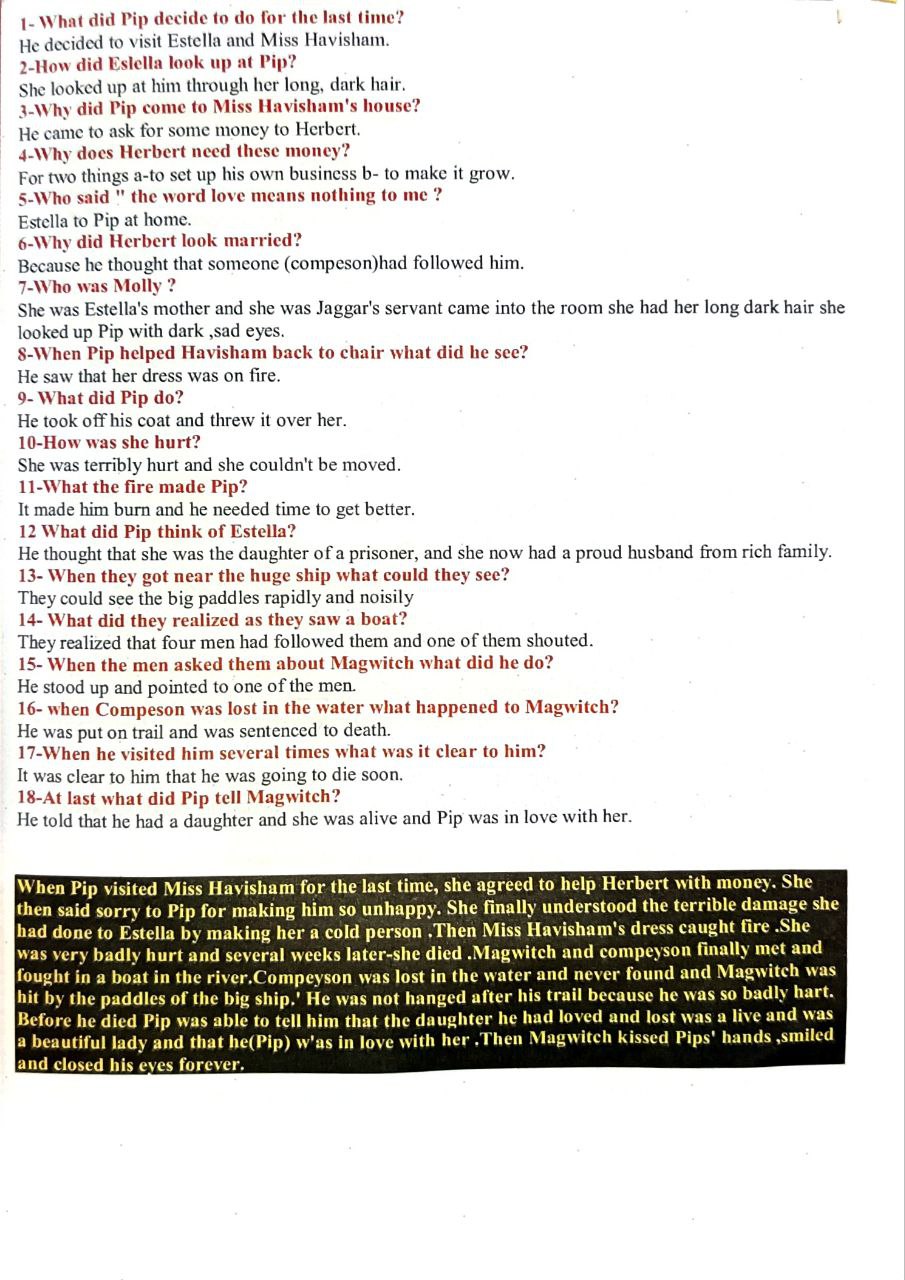 1- What did Pip decide to do for the last time?
He decided to visit Estella and Miss Havisham.
2-How did Eslella look up at Pip?
She looked up at him through her long, dark hair.
3-Why did Pip come to Miss Havisham's house?
He came to ask for some money to Herbert.
4-Why does Herbert need these money?
For two things a-to set up his own business b- to make it grow.
5-Who said " the word love means nothing to me ?
Estella to Pip at home.
6-Why did Herbert look married?
Because he thought that someone (compeson)had followed him.
7-Who was Molly ?
She was Estella's mother and she was Jaggar's servant came into the room she had her long dark hair she
looked up Pip with dark ,sad eyes.
8-When Pip helped Havisham back to chair what did he see?
He saw that her dress was on fire.
9- What did Pip do?
He took off his coat and threw it over her.
10-How was she hurt?
She was terribly hurt and she couldn't be moved.
11-What the fire made Pip?
It made him burn and he needed time to get better.
12 What did Pip think of Estella?
He thought that she was the daughter of a prisoner, and she now had a proud husband from rich family.
13- When they got near the huge ship what could they see?
They could see the big paddles rapidly and noisily
14- What did they realized as they saw a boat?
They realized that four men had followed them and one of them shouted.
15- When the men asked them about Magwitch what did he do?
He stood up and pointed to one of the men.
16- when Compeson was lost in the water what happened to Magwitch?
He was put on trail and was sentenced to death.
17-When he visited him several times what was it clear to him?
It was clear to him that he was going to die soon.
18-At last what did Pip tell Magwitch?
He told that he had a daughter and she was alive and Pip was in love with her.
When Pip visited Miss Havisham for the last time, she agreed to help Herbert with money. She
then said sorry to Pip for making him so unhappy. She finally understood the terrible damage she
had done to Estella by making her a cold person .Then Miss Havisham's dress caught fire .She
was very badly hurt and several weeks later-she died .Magwitch and compeyson finally met and
fought in a boat in the river.Compeyson was lost in the water and never found and Magwitch was
hit by the paddles of the big ship.' He was not hanged after his trail because he was so badly hart.
Before he died Pip was able to tell him that the daughter he had loved and lost was a live and was
a beautiful lady and that he(Pip) w'as in love with her .Then Magwitch kissed Pips' hands ,smiled
and closed his eyes forever.